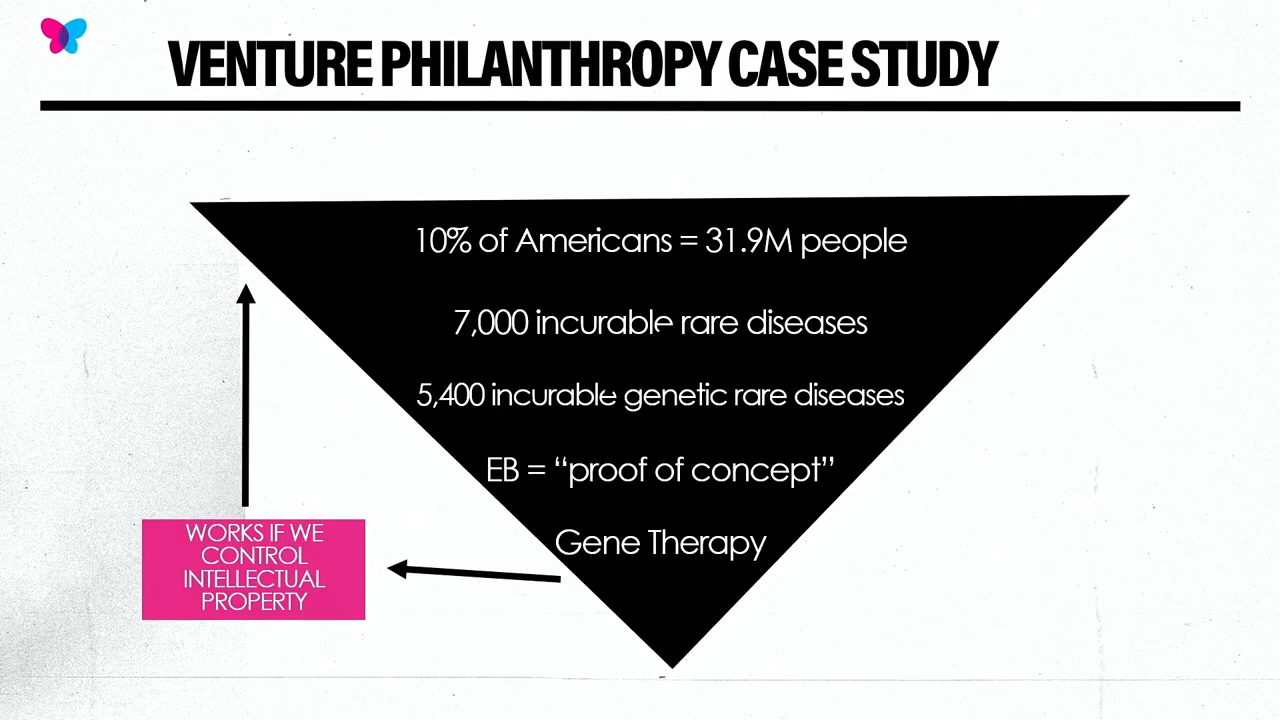 VENTURE PHILANTHROPY CASE STUDY
10% of Americans = 31.9M people
7,000 incurable rare diseases
5,400 incurable genetic rare diseases
EB = “proof of concept”
Gene Therapy
WORKS IF WE
CONTROL
INTELLECTUAL
PROPERTY